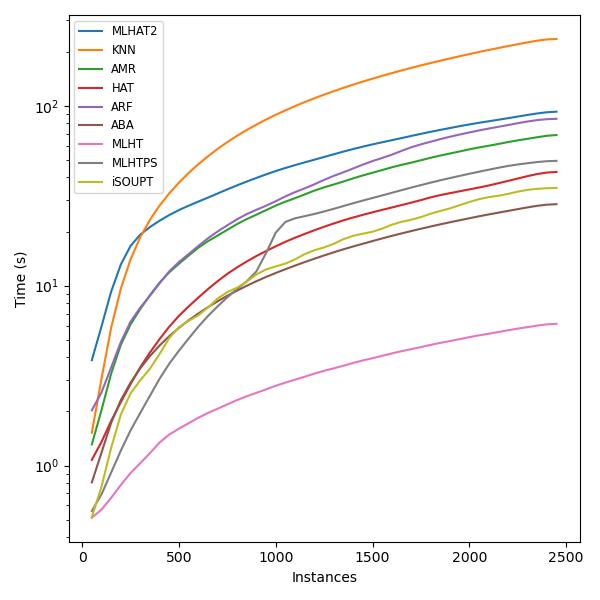 MLHAT2
KNN
AMR
HAT
ARF
ABA
MLHT
MLHTPS
iSOUPT
Time (s)
10²
10¹
10⁰
0 500 1000 1500 2000 2500
Instances